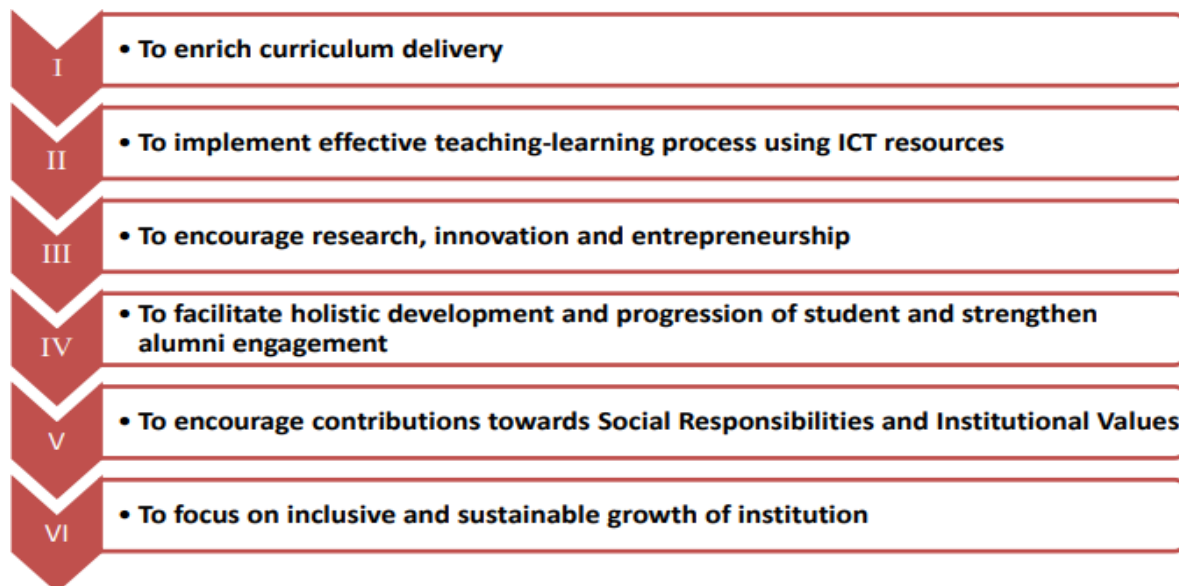 I
• To enrich curriculum delivery
II
• To implement effective teaching-learning process using ICT resources
III
• To encourage research, innovation and entrepreneurship
IV
• To facilitate holistic development and progression of student and strengthen
alumni engagement
V
• To encourage contributions towards Social Responsibilities and Institutional Values
VI
• To focus on inclusive and sustainable growth of institution